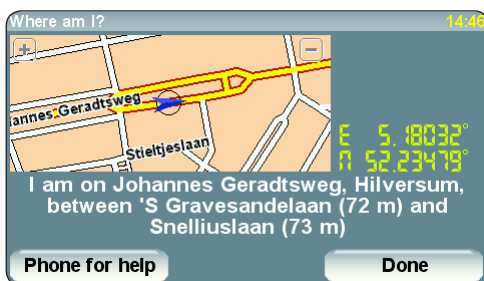 Where am I?
14:46
annes Geradtsweg
Stieltjeslaan
E 5.18032°
N 52.23479°
I am on Johannes Geradtsweg, Hilversum,
between 'S Gravesandelaan (72 m) and
Snelliuslaan (73 m)
Phone for help
Done